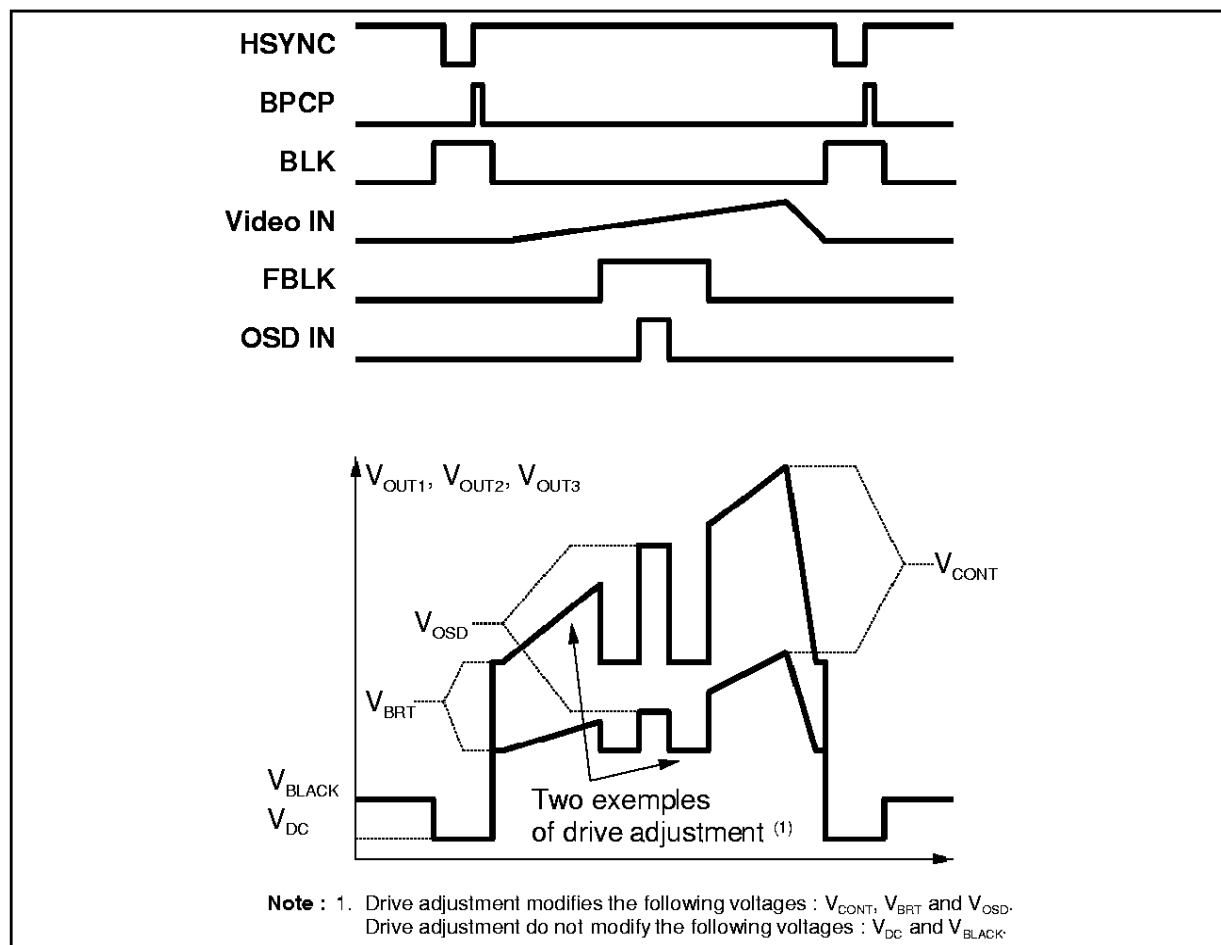 HSYNC
BPCP
BLK
Video IN
FBLK
OSD IN
VOUT1, VOUT2, VOUT3
VCONT
VOSD
VBRT
VBLACK
VDC
Two exemples
of drive adjustment (1)
Note : 1. Drive adjustment modifies the following voltages : VCONT, VBRT and VOSD.
Drive adjustment do not modify the following voltages : VDC and VBLACK.